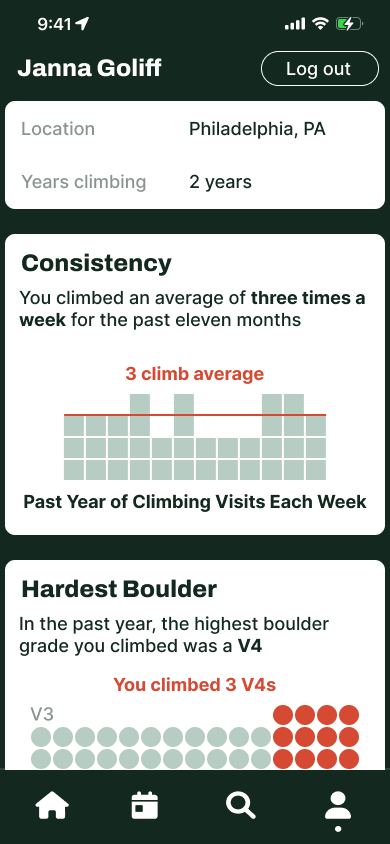 9:41
Janna Goliff
Log out
Location
Philadelphia, PA
Years climbing
2 years
Consistency
You climbed an average of three times a
week for the past eleven months
3 climb average
Past Year of Climbing Visits Each Week
Hardest Boulder
In the past year, the highest boulder
grade you climbed was a V4
You climbed 3 V4s
V3